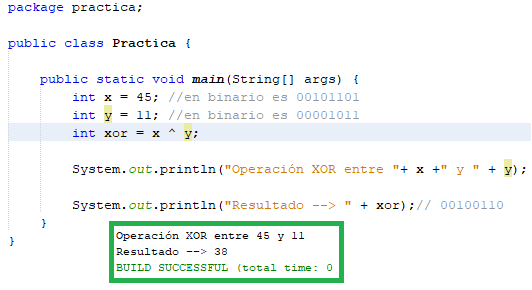 package practica;
public class Practica {
public static void main(String[] args) {
int x = 45; //en binario es 00101101
int y = 11; //en binario es 00001011
int xor = x ^ y;
System.out.println("Operación XOR entre "+ x +" y " + y);
System.out.println("Resultado --> " + xor);// 00100110
}
}
Operación XOR entre 45 y 11
Resultado --> 38
BUILD SUCCESSFUL (total time: 0